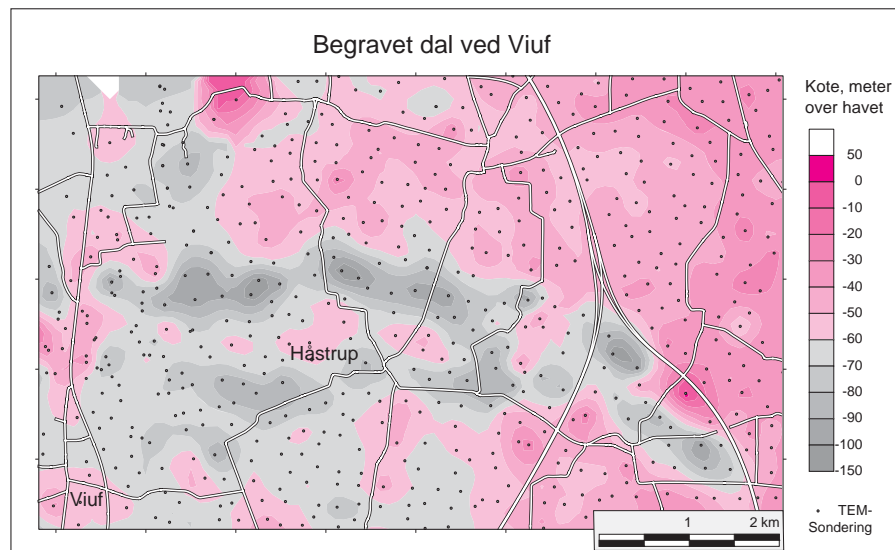 Begravet dal ved Viuf
Kote, meter
over havet
50
0
-10
-20
-30
-40
-50
-60
-70
-80
-90
-100
-150
TEM-
Sondering
Håstrup
Viuf
1 2 km